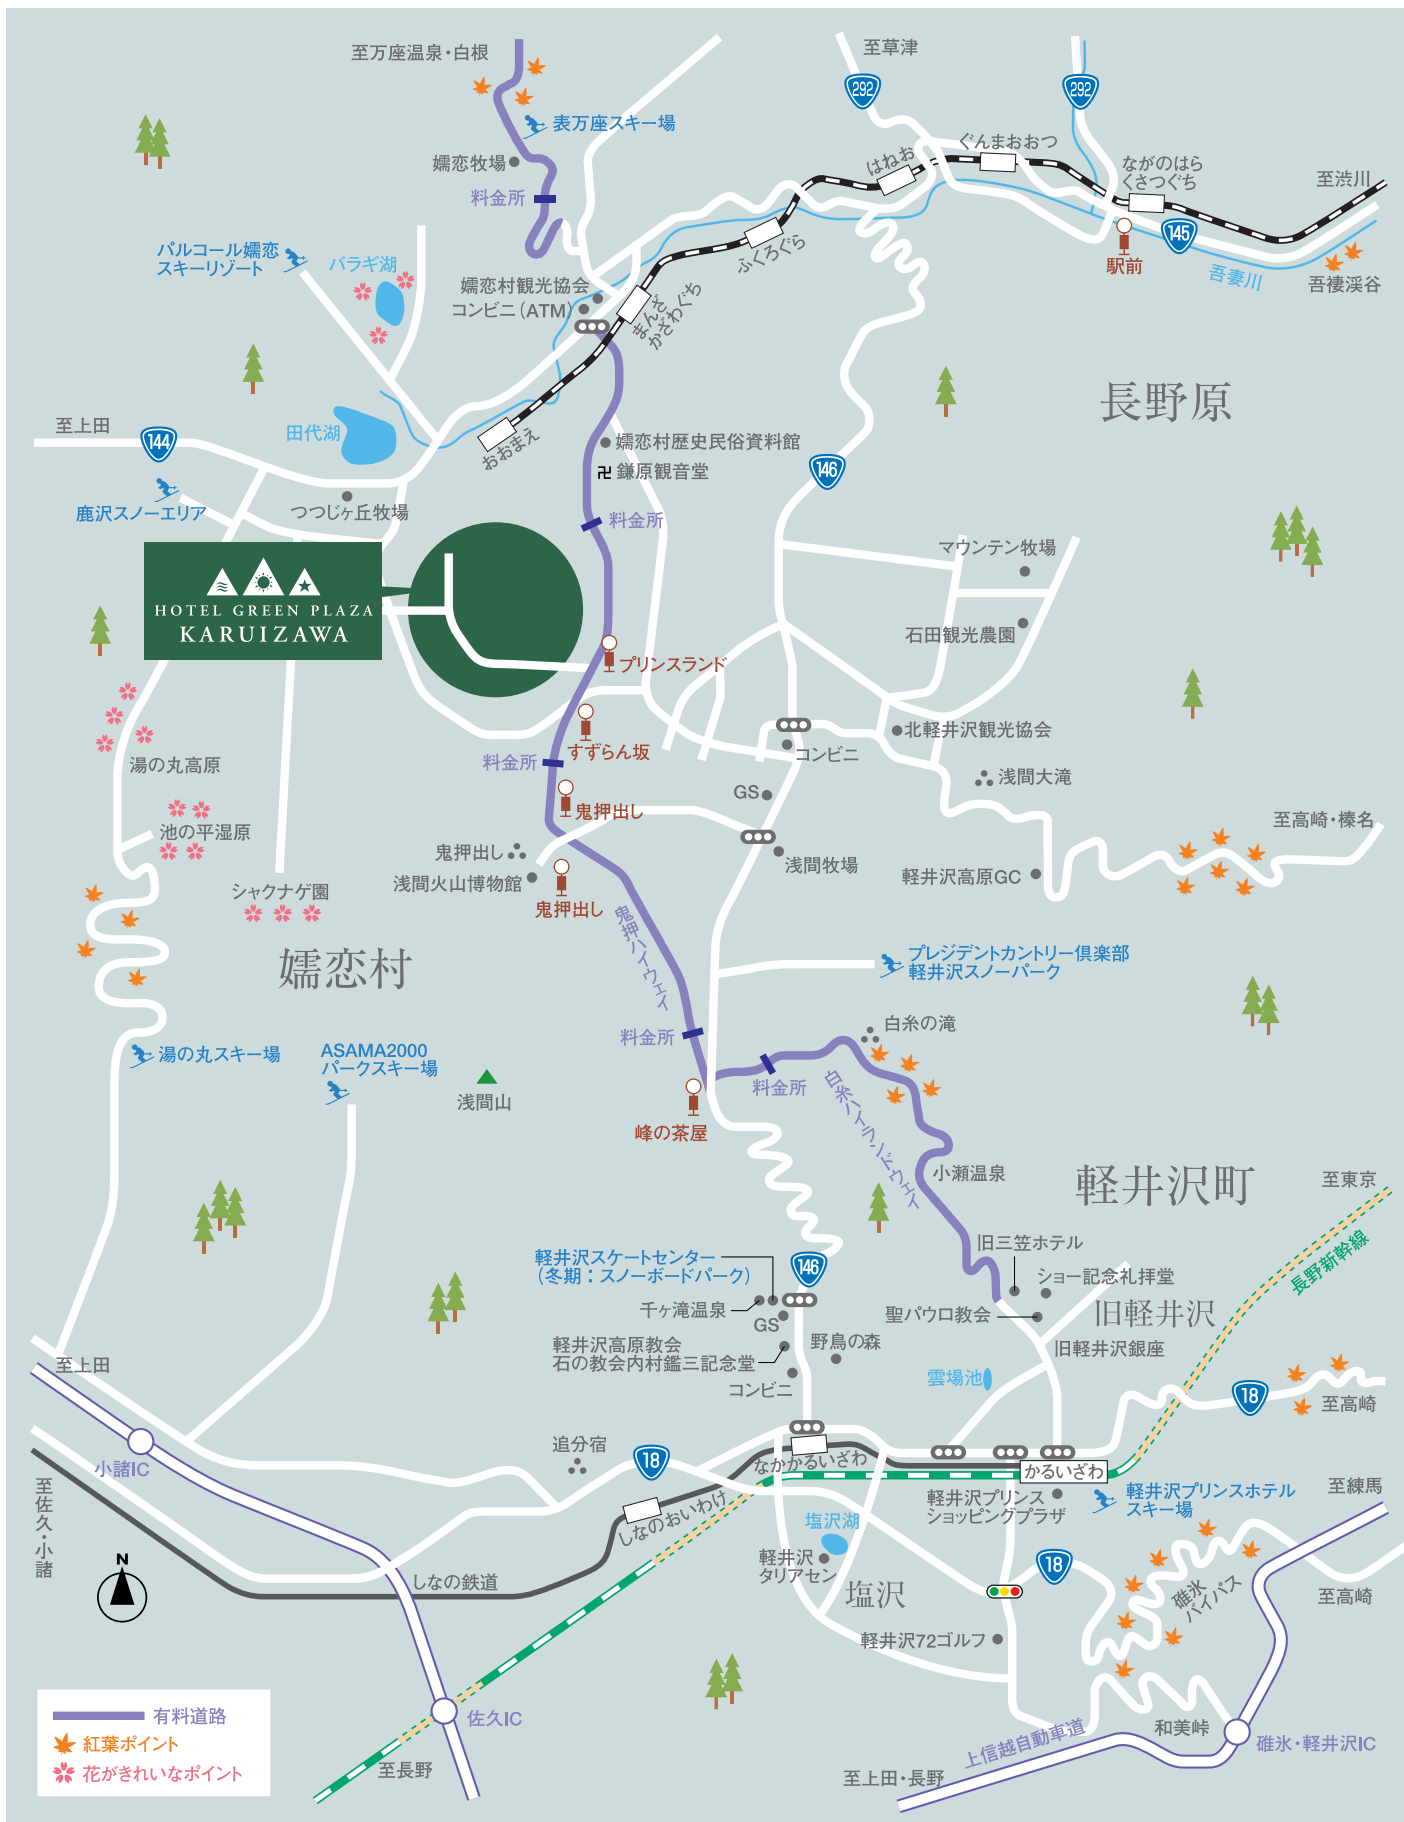 至万座温泉・白根
至草津
292
292
表万座スキー場
嬬恋牧場
料金所
はねお
ぐんまおおつ
ながのはら
くさつぐち
至渋川
145
駅前
吾妻川
吾棲渓谷
パルコール嬬恋
スキーリゾート
バラギ湖
嬬恋村観光協会
コンビニ(ATM)
まんざ
かざわぐち
ふくろぐら
長野原
至上田
144
田代湖
おおまえ
嬬恋村歴史民俗資料館
卍鎌原観音堂
146
鹿沢スノーエリア
つつじヶ丘牧場
料金所
マウンテン牧場
HOTEL GREEN PLAZA
KARUIZAWA
石田観光農園
プリンスランド
すずらん坂
料金所
コンビニ
北軽井沢観光協会
浅間大滝
湯の丸高原
GS
鬼押出し
至高崎・榛名
池の平湿原
鬼押出し
浅間牧場
浅間火山博物館
軽井沢高原GC
シャクナゲ園
鬼押出し
鬼押ハイウェイ
嬬恋村
プレジデントカントリー倶楽部
軽井沢スノーパーク
料金所
白糸の滝
湯の丸スキー場
ASAMA2000
パークスキー場
浅間山
料金所
峰の茶屋
白糸ハイランドウェイ
小瀬温泉
軽井沢町
至東京
長野新幹線
軽井沢スケートセンター
(冬期:スノーボードパーク)
146
旧三笠ホテル
ショー記念礼拝堂
千ヶ滝温泉
GS
聖パウロ教会
旧軽井沢
軽井沢高原教会
石の教会内村鑑三記念堂
野鳥の森
旧軽井沢銀座
コンビニ
雲場池
至上田
18
至高崎
小諸IC
追分宿
18
なかかるいざわ
かるいざわ
至佐久・小諸
しなのおいわけ
塩沢湖
軽井沢プリンス
ショッピングプラザ
軽井沢プリンスホテル
スキー場
至練馬
N
しなの鉄道
軽井沢
タリアセン
塩沢
18
碓氷
バイパス
至高崎
軽井沢72ゴルフ
有料道路
紅葉ポイント
花がきれいなポイント
佐久IC
至長野
上信越自動車道
和美峠
碓氷・軽井沢IC
至上田・長野